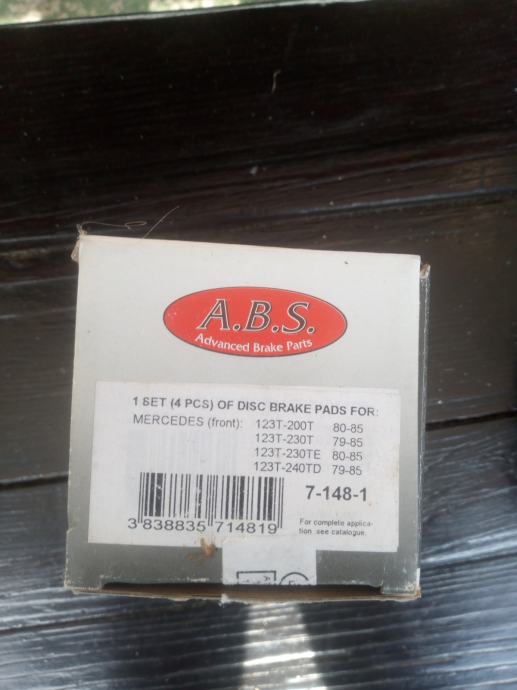 A.B.S.
Advanced Brake Parts
1 SET (4 PCS) OF DISC BRAKE PADS FOR:
MERCEDES (front): 123T-200T 80-85
123T-230T 79-85
123T-230TE 80-85
123T-240TD 79-85
7-148-1
3 838835 714819
For complete applica-
tion see catalogue.